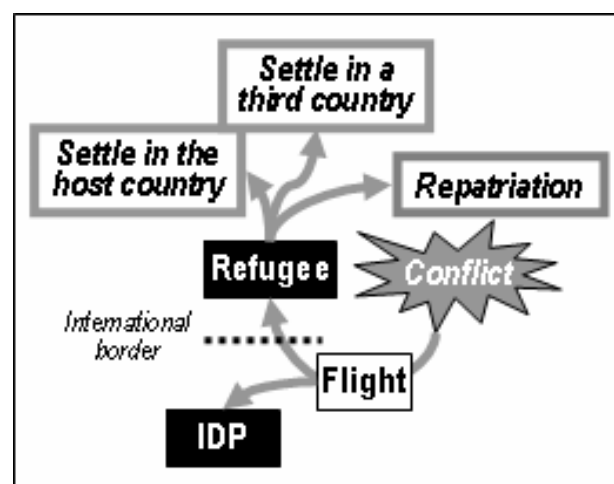 Settle in a
third country
Settle in the
host country
Repatriation
Refugee
Conflict
International
border
Flight
IDP